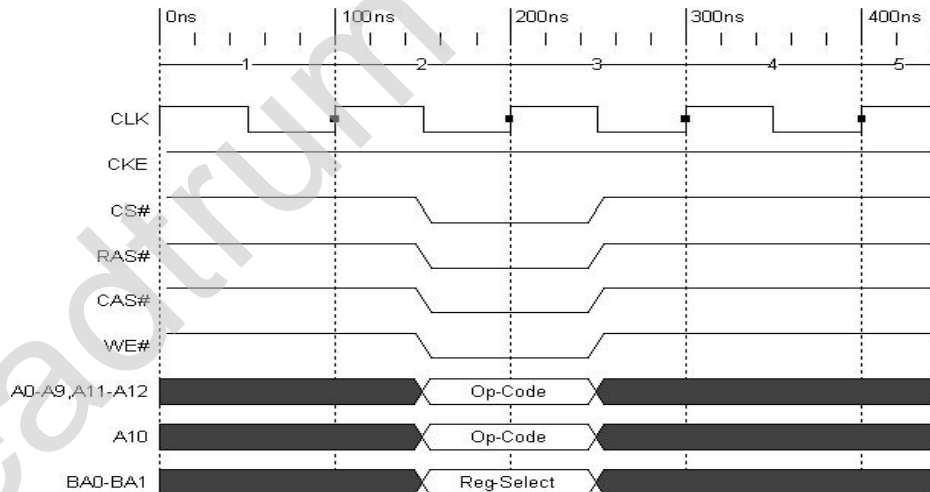 0ns 100ns 200ns 300ns 400ns
1 2 3 4 5
CLK
CKE
CS#
RAS#
CAS#
WE#
A0-A9,A11-A12 Op-Code
A10 Op-Code
BA0-BA1 Reg-Select